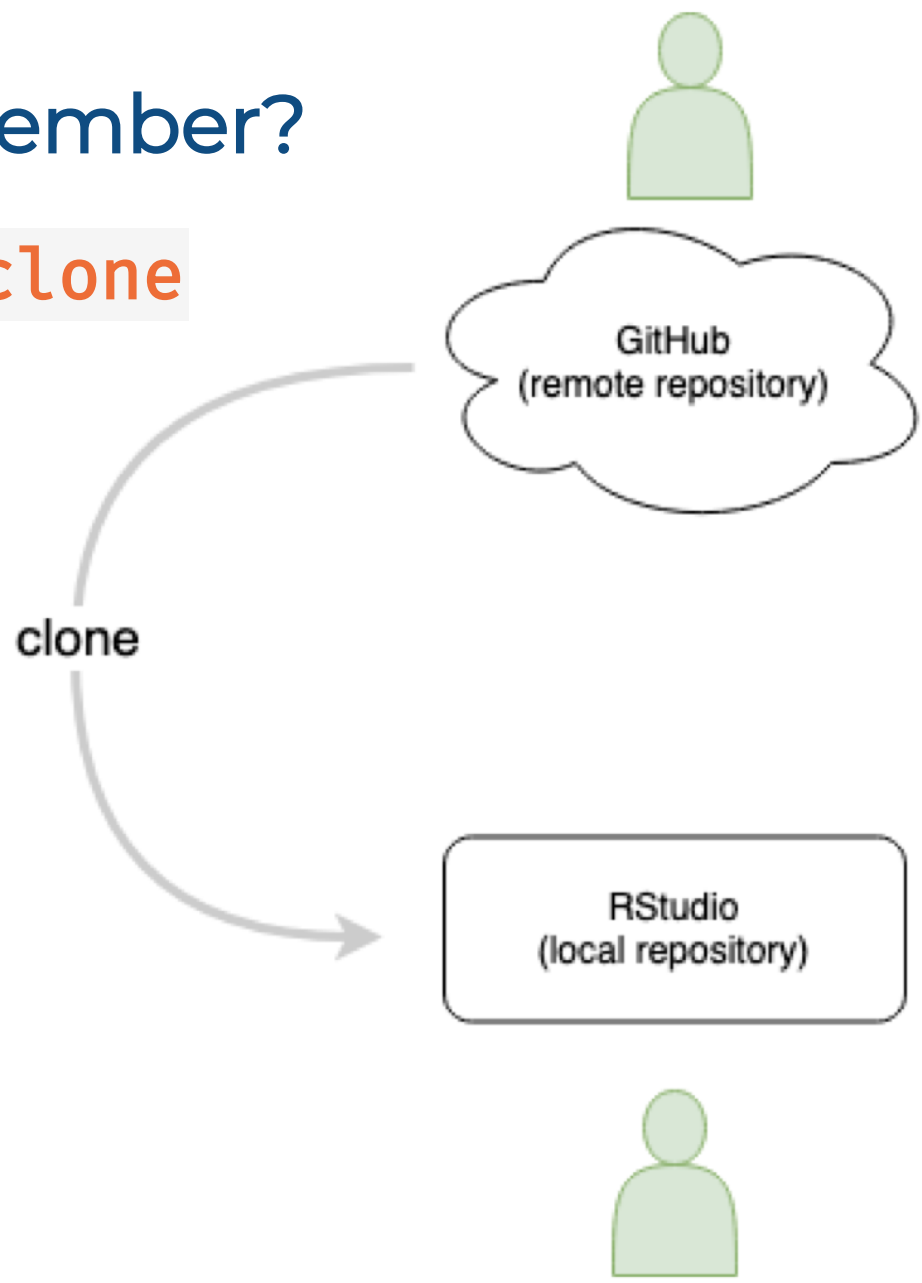 ember?
clone
GitHub
(remote repository)
clone
RStudio
(local repository)